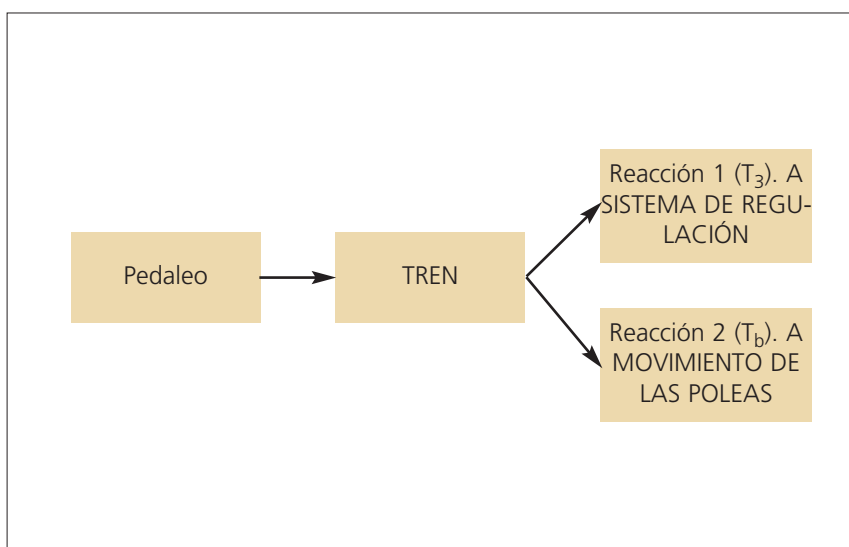 Pedaleo
TREN
Reacción 1 (T3). A
SISTEMA DE REGU-
LACIÓN
Reacción 2 (Tb). A
MOVIMIENTO DE
LAS POLEAS